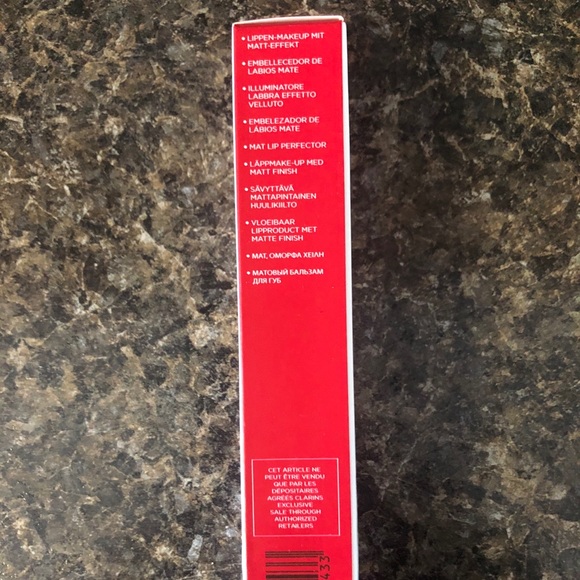 • LIPPEN-MAKEUP MIT
MATT-EFFEKT
• EMBELLECEDOR DE
LABIOS MATE
• ILLUMINATORE
LABBRA EFFETTO
VELLUTO
• EMBELEZADOR DE
LÁBIOS MATE
• MAT LIP PERFECTOR
• LÄPPMAKE-UP MED
MATT FINISH
• SÄVYTTÄVÄ
MATTAPINTAINEN
HUULIKIILTO
• VLOEIBAAR
LIPPRODUCT MET
MATTE FINISH
• ΜΑΤ, ΟΜΟΡΦΑ ΧΕΙΛΗ
• МАТОВЫЙ БАЛЬЗАМ
ДЛЯ ГУБ
CET ARTICLE NE
PEUT ÊTRE VENDU
QUE PAR LES
DÉPOSITAIRES
AGRÉÉS CLARINS
EXCLUSIVE
SALE THROUGH
AUTHORIZED
RETAILERS
433